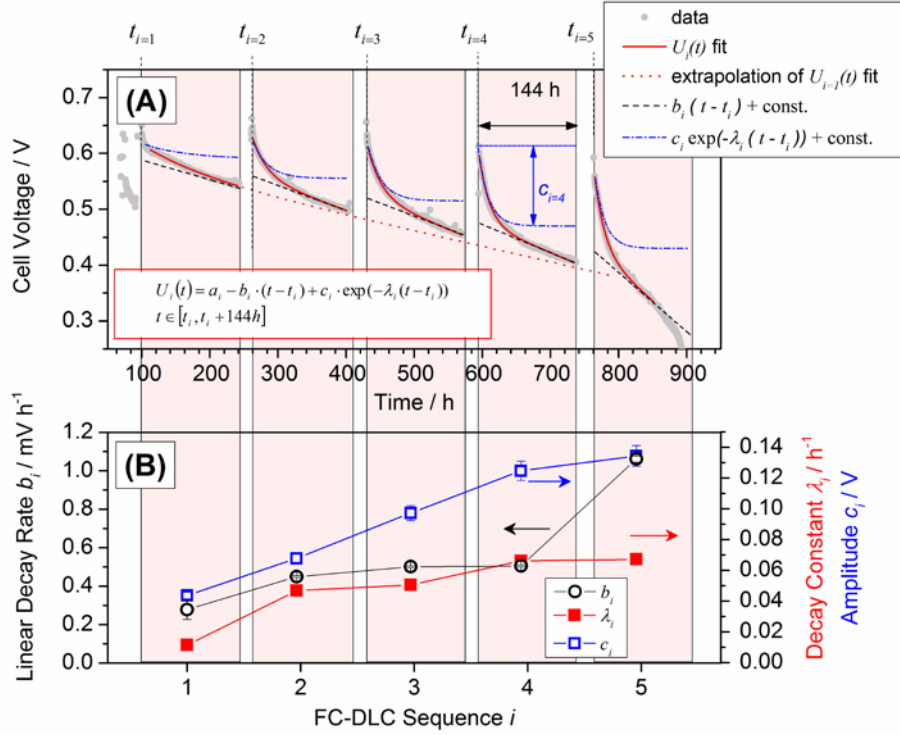 t_{i=1} t_{i=2} t_{i=3} t_{i=4} t_{i=5}
data
U_i(t) fit
extrapolation of U_{i=1}(t) fit
b_i ( t - t_i ) + const.
c_i exp(-λ_i ( t - t_i )) + const.
(A)
144 h
c_{i=4}
Cell Voltage / V
0.7
0.6
0.5
0.4
0.3
U_i(t) = a_i − b_i · (t − t_i) + c_i · exp(−λ_i(t − t_i))
t ∈ [t_i, t_i + 144h]
100 200 300 400 500 600 700 800 900
Time / h
(B)
Linear Decay Rate b_i / mV h⁻¹
1.2
1.0
0.8
0.6
0.4
0.2
0.0
0.14
0.12
0.10
0.08
0.06
0.04
0.02
0.00
Decay Constant λ_i / h⁻¹
Amplitude c_i / V
b_i
λ_i
c_i
1 2 3 4 5
FC-DLC Sequence i